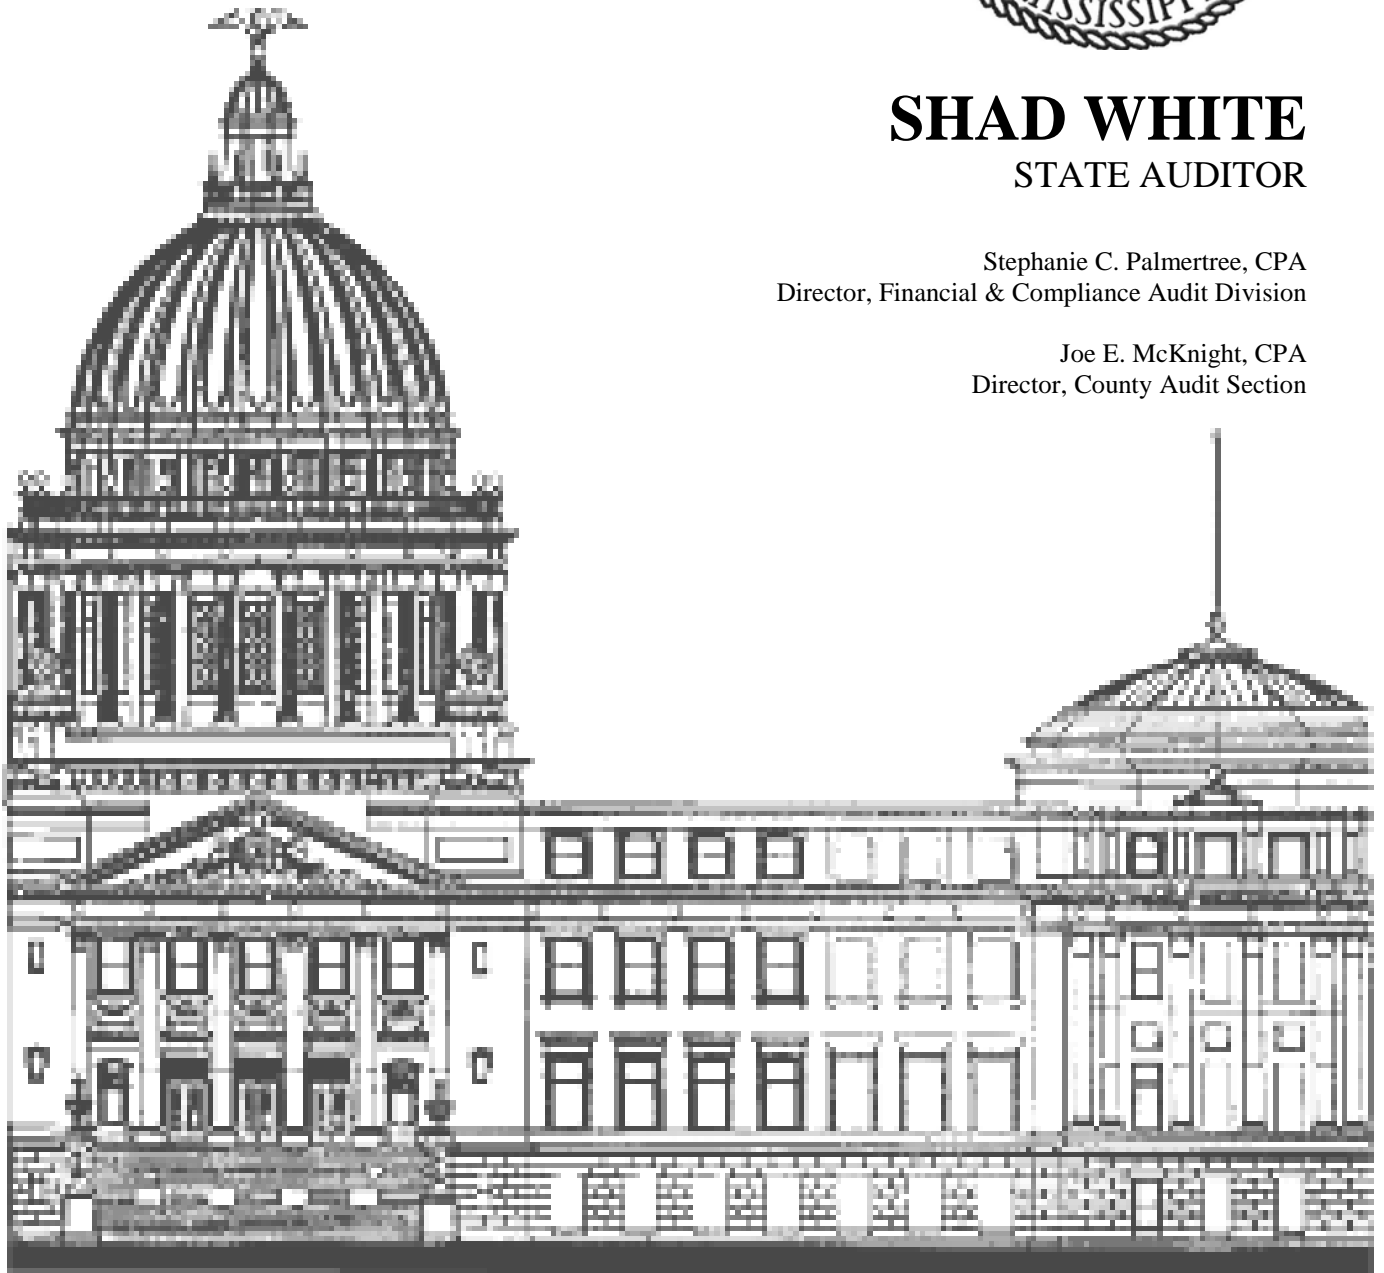 MISSISSIPPI
SHAD WHITE
STATE AUDITOR
Stephanie C. Palmertree, CPA
Director, Financial & Compliance Audit Division
Joe E. McKnight, CPA
Director, County Audit Section